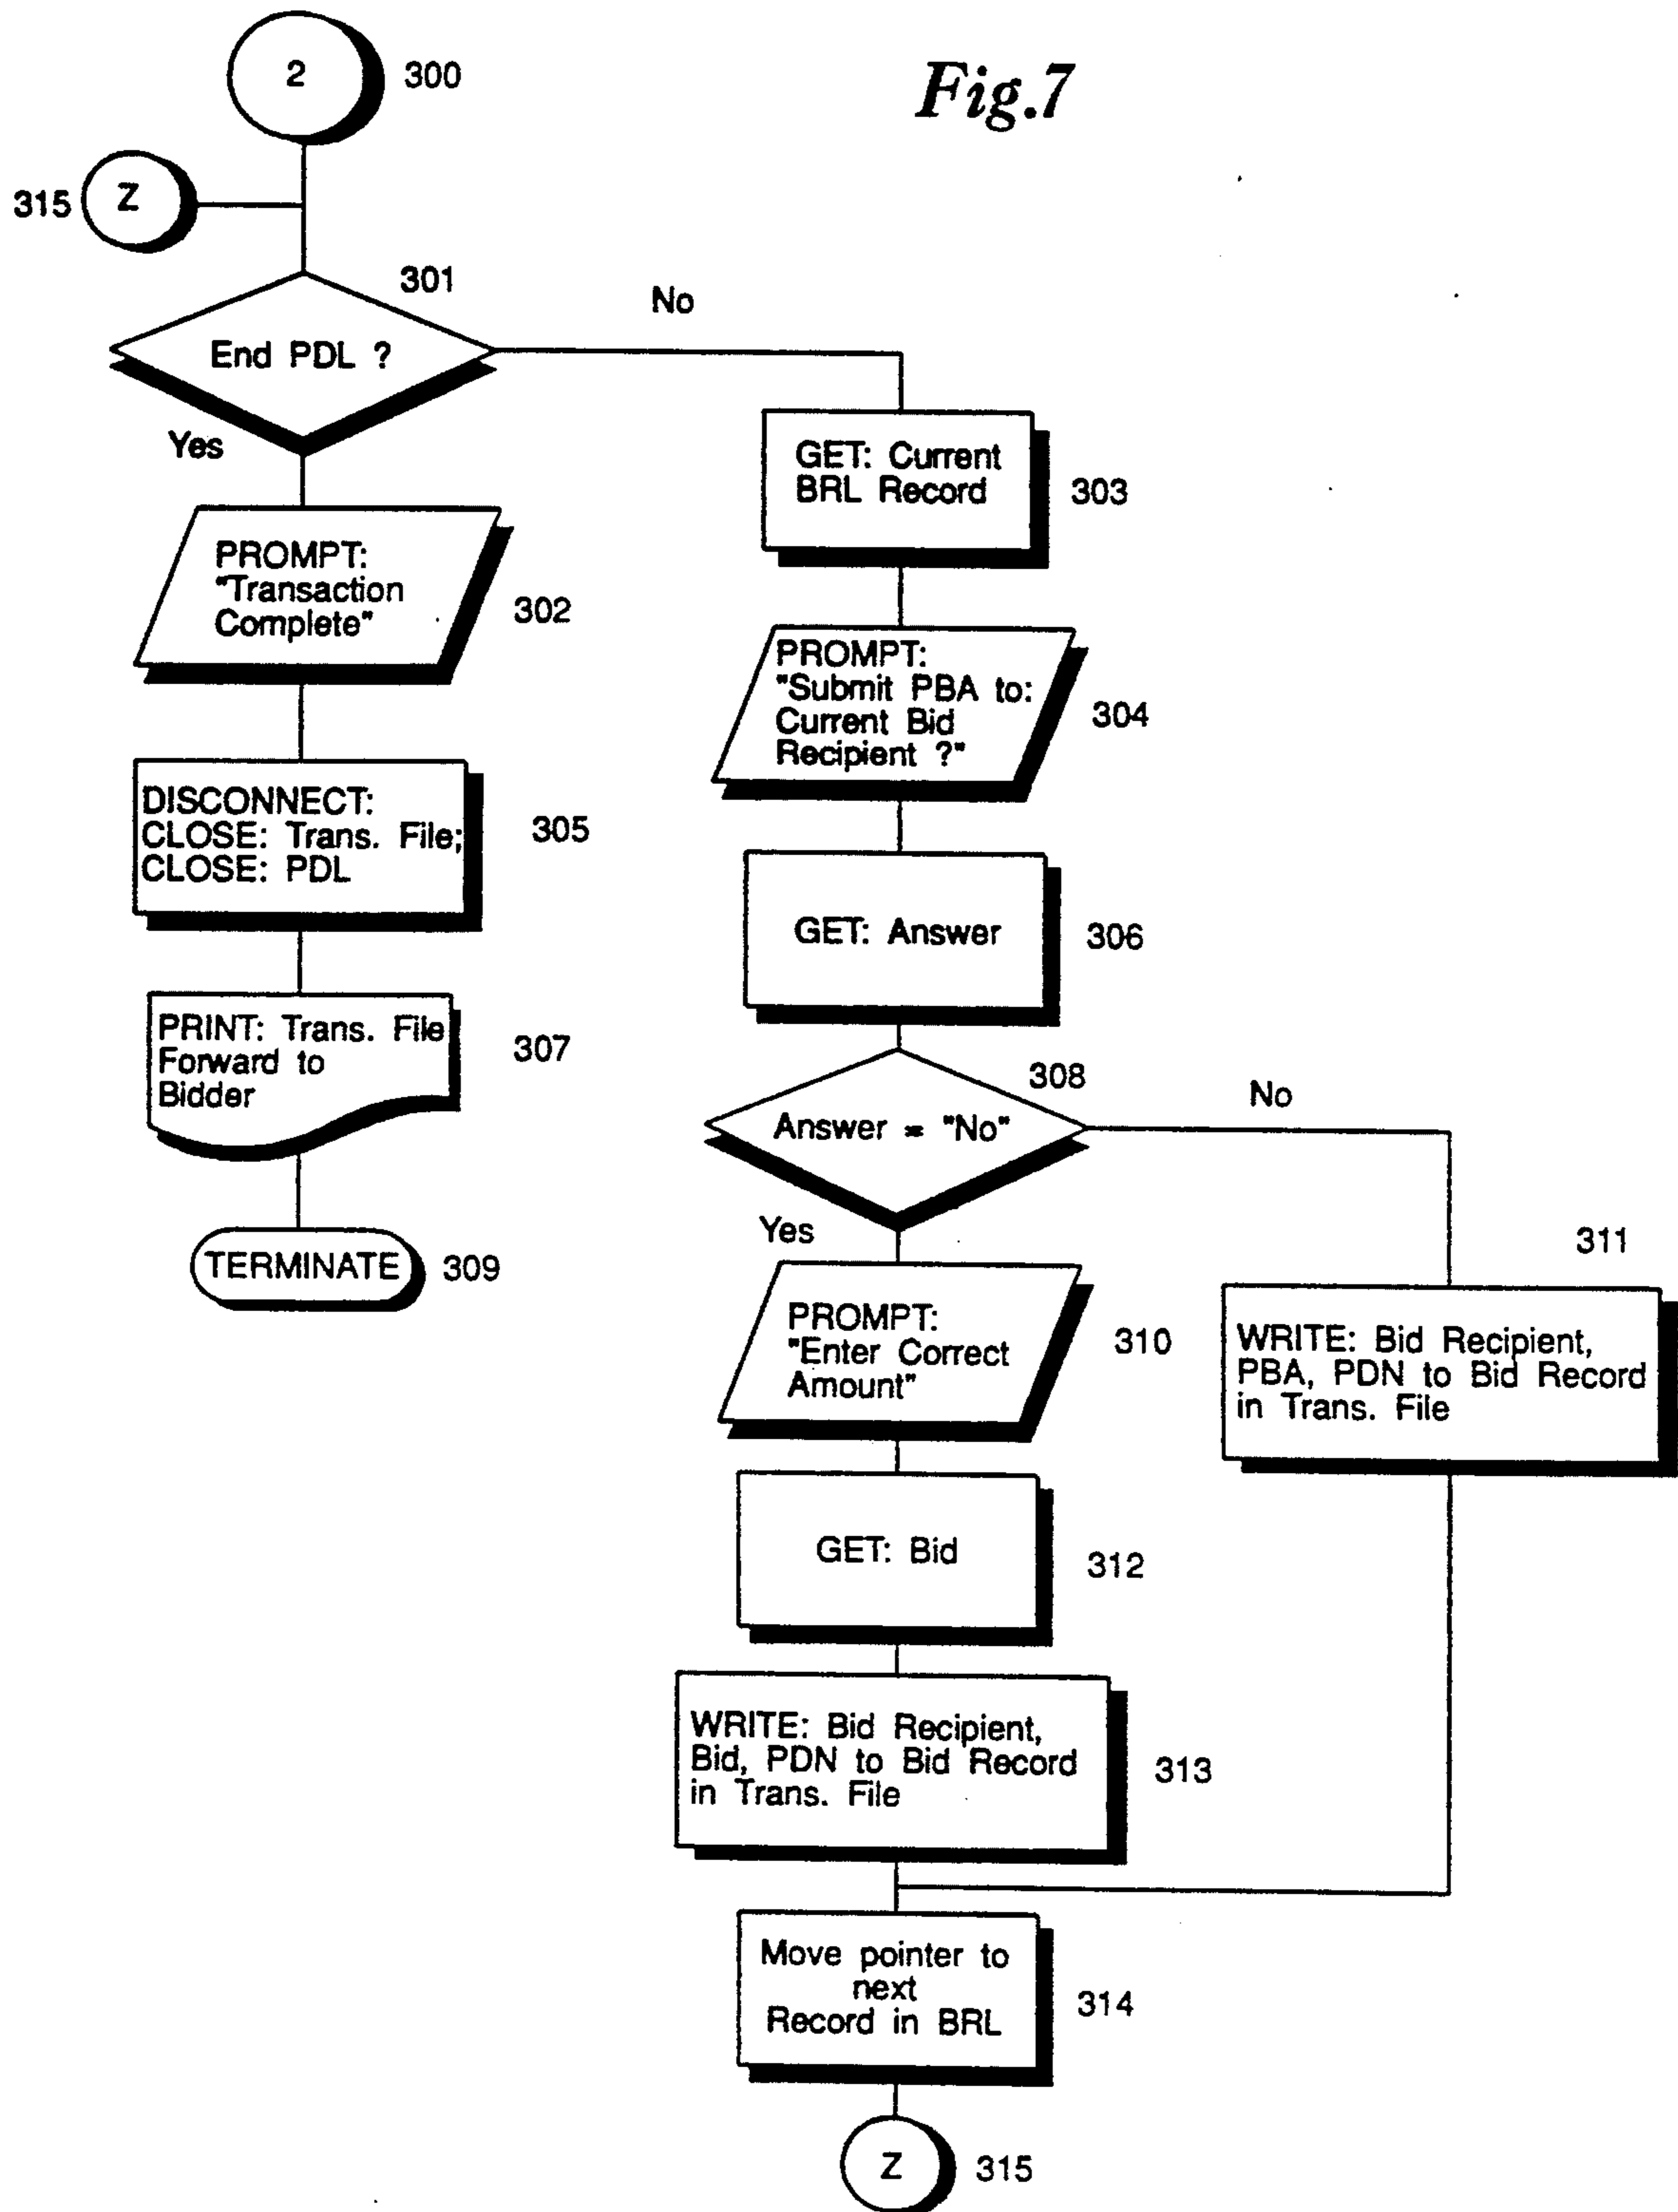 Fig.7
2 300
315 Z
301
End PDL ?
No
Yes
PROMPT:
"Transaction
Complete"
302
DISCONNECT:
CLOSE: Trans. File;
CLOSE: PDL
305
PRINT: Trans. File
Forward to
Bidder
307
TERMINATE 309
GET: Current
BRL Record
303
PROMPT:
"Submit PBA to:
Current Bid
Recipient ?"
304
GET: Answer 306
308
Answer = "No"
No
Yes
311
WRITE: Bid Recipient,
PBA, PDN to Bid Record
in Trans. File
PROMPT:
"Enter Correct
Amount"
310
GET: Bid 312
WRITE: Bid Recipient,
Bid, PDN to Bid Record
in Trans. File
313
Move pointer to
next
Record in BRL
314
Z 315